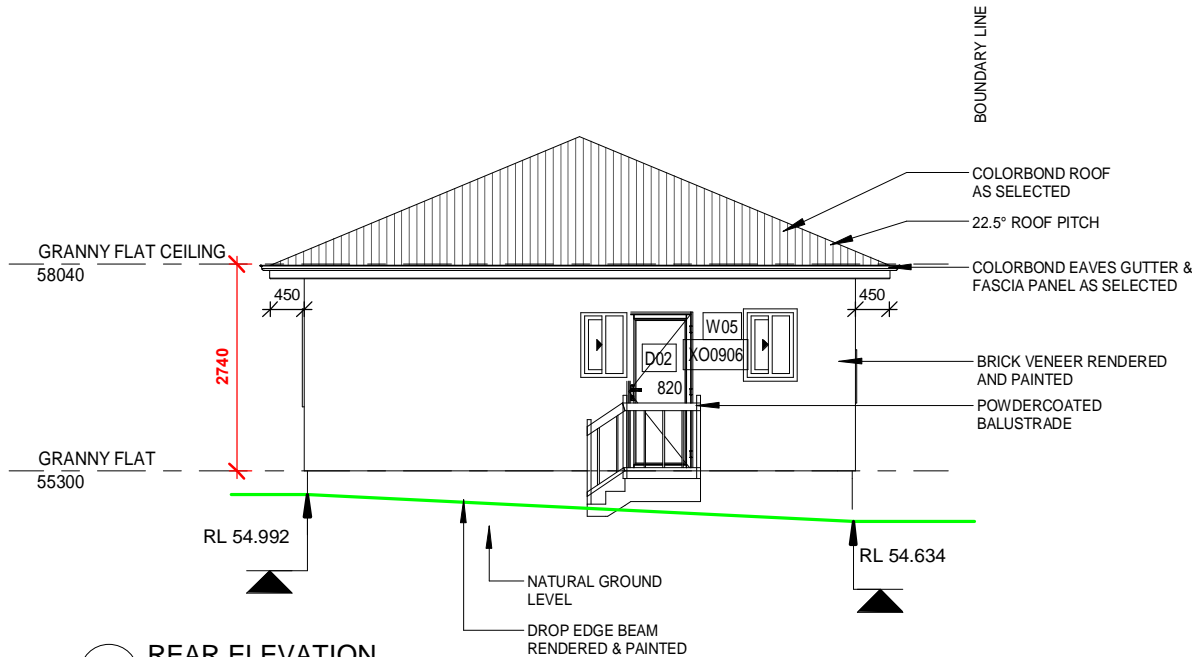 BOUNDARY LINE
COLORBOND ROOF
AS SELECTED
22.5° ROOF PITCH
GRANNY FLAT CEILING
58040
COLORBOND EAVES GUTTER &
FASCIA PANEL AS SELECTED
450
450
2740
W05
D02
XO0906
820
BRICK VENEER RENDERED
AND PAINTED
POWDERCOATED
BALUSTRADE
GRANNY FLAT
55300
RL 54.992
RL 54.634
NATURAL GROUND
LEVEL
DROP EDGE BEAM
RENDERED & PAINTED
REAR ELEVATION